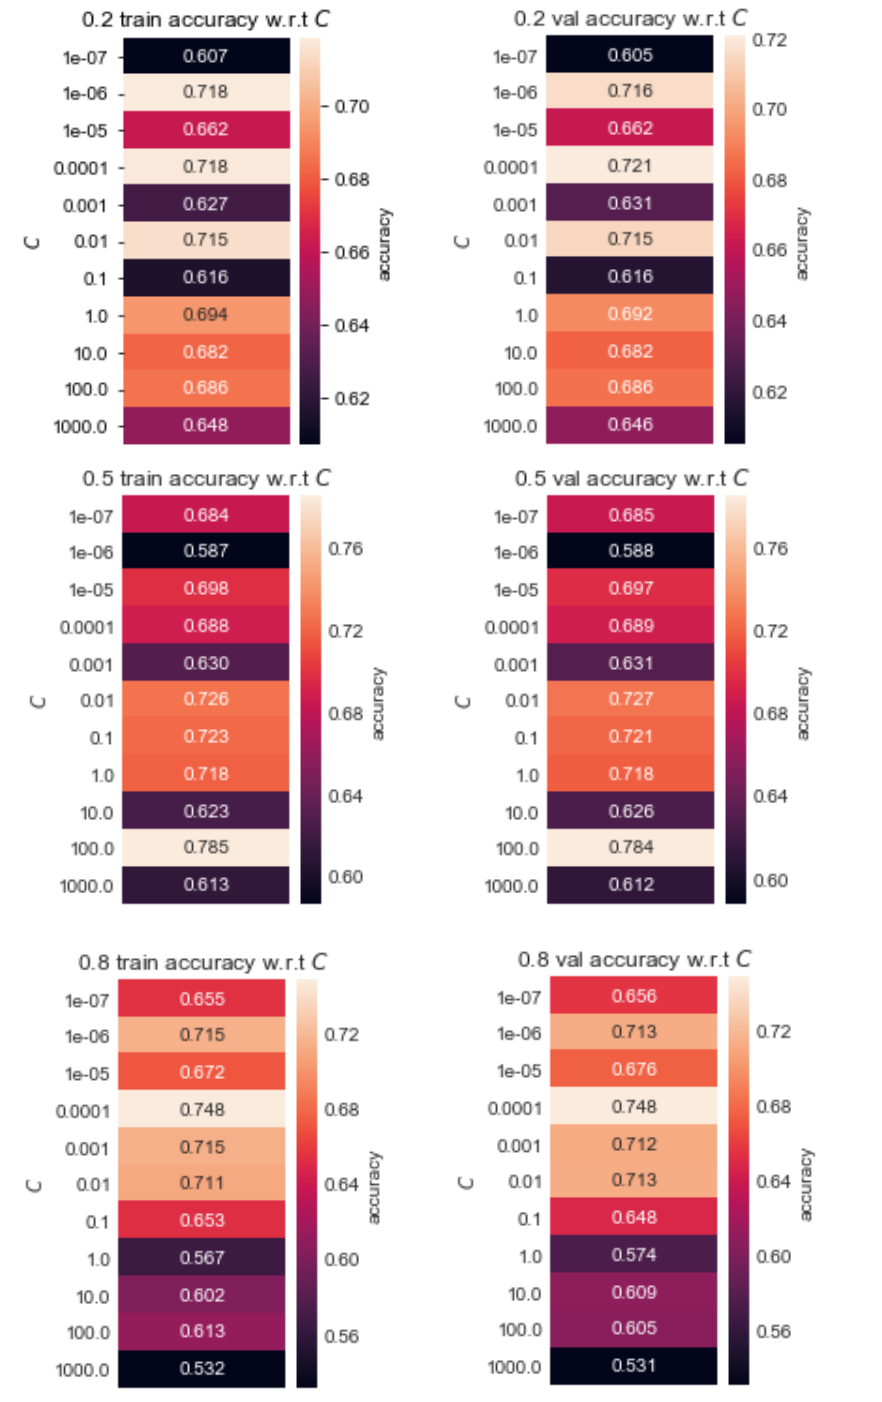 0.2 train accuracy w.r.t C
1e-07 0.607
1e-06 0.718
0.70
1e-05 0.662
0.0001 0.718
0.68
0.001 0.627
C
0.01 0.715
0.66
accuracy
0.1 0.616
1.0 0.694
0.64
10.0 0.682
100.0 0.686
0.62
1000.0 0.648
0.2 val accuracy w.r.t C
0.72
1e-07 0.605
1e-06 0.716
0.70
1e-05 0.662
0.0001 0.721
0.68
0.001 0.631
C
0.01 0.715
0.66
accuracy
0.1 0.616
1.0 0.692
0.64
10.0 0.682
100.0 0.686
0.62
1000.0 0.646
0.5 train accuracy w.r.t C
1e-07 0.684
1e-06 0.587
0.76
1e-05 0.698
0.0001 0.688
0.72
0.001 0.630
C
0.01 0.726
0.68
accuracy
0.1 0.723
1.0 0.718
0.64
10.0 0.623
100.0 0.785
0.60
1000.0 0.613
0.5 val accuracy w.r.t C
1e-07 0.685
1e-06 0.588
0.76
1e-05 0.697
0.0001 0.689
0.72
0.001 0.631
C
0.01 0.727
0.68
accuracy
0.1 0.721
1.0 0.718
0.64
10.0 0.626
100.0 0.784
0.60
1000.0 0.612
0.8 train accuracy w.r.t C
1e-07 0.655
1e-06 0.715
0.72
1e-05 0.672
0.0001 0.748
0.68
0.001 0.715
C
0.01 0.711
0.64
accuracy
0.1 0.653
1.0 0.567
0.60
10.0 0.602
100.0 0.613
0.56
1000.0 0.532
0.8 val accuracy w.r.t C
1e-07 0.656
1e-06 0.713
0.72
1e-05 0.676
0.0001 0.748
0.68
0.001 0.712
C
0.01 0.713
0.64
accuracy
0.1 0.648
1.0 0.574
0.60
10.0 0.609
100.0 0.605
0.56
1000.0 0.531